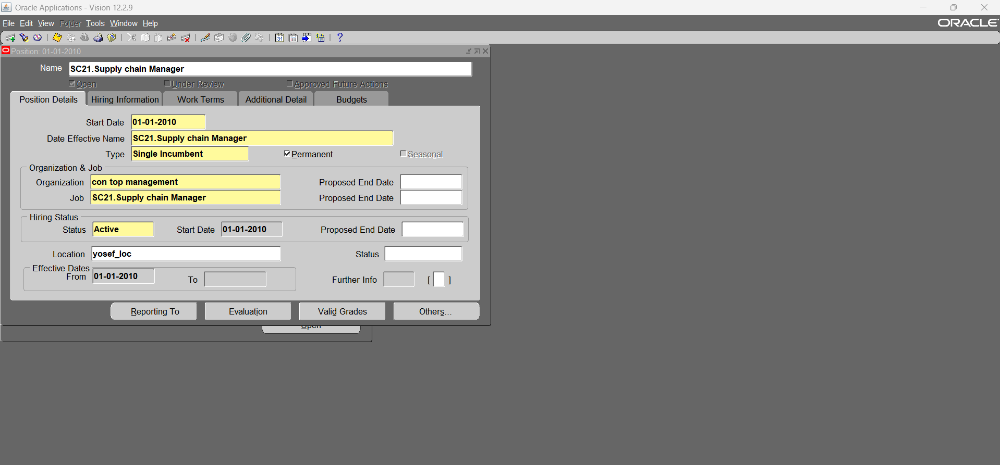 Oracle Applications - Vision 12.2.9
File Edit View Folder Tools Window Help
ORACLE
31 ?
Position: 01-01-2010
Name SC21.Supply chain Manager
Open Under Review Approved Future Actions
Position Details Hiring Information Work Terms Additional Detail Budgets
Start Date 01-01-2010
Date Effective Name SC21.Supply chain Manager
Type Single Incumbent Permanent Seasonal
Organization & Job
Organization con top management Proposed End Date
Job SC21.Supply chain Manager Proposed End Date
Hiring Status
Status Active Start Date 01-01-2010 Proposed End Date
Location yosef_loc Status
Effective Dates
From 01-01-2010 To Further Info [ ]
Reporting To Evaluation Valid Grades Others...
Open